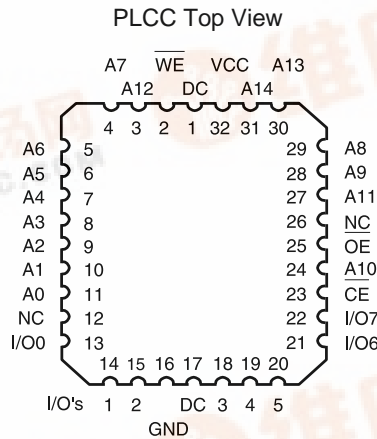 PLCC Top View
A7 WE VCC A13
A12 DC A14
4 3 2 1 32 31 30
A6 5 29 A8
A5 6 28 A9
A4 7 27 A11
A3 8 26 NC
A2 9 25 OE
A1 10 24 A10
A0 11 23 CE
NC 12 22 I/O7
I/O0 13 21 I/O6
14 15 16 17 18 19 20
I/O's 1 2 DC 3 4 5
GND